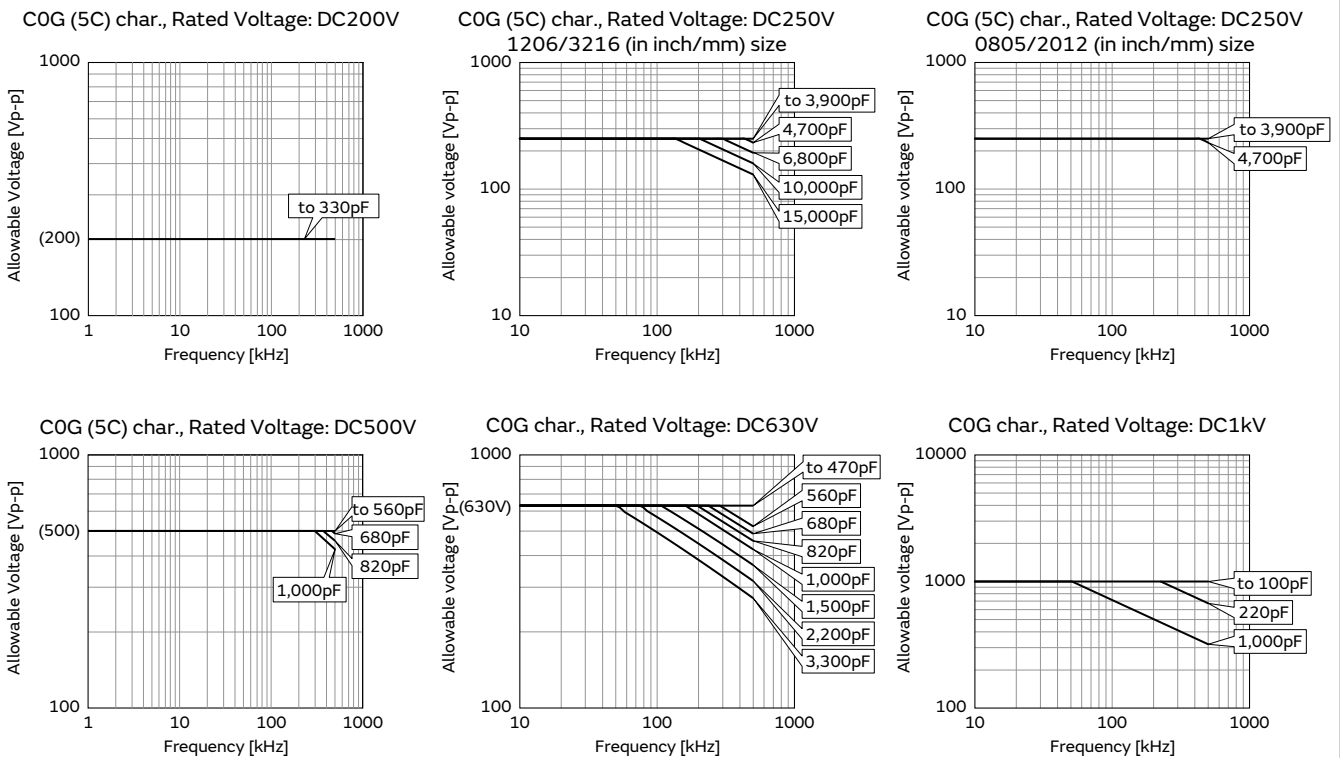 C0G (5C) char., Rated Voltage: DC200V
1000
(200)
100
1
10
100
1000
Allowable Voltage [Vp-p]
Frequency [kHz]
to 330pF
C0G (5C) char., Rated Voltage: DC250V
1206/3216 (in inch/mm) size
1000
100
10
10
100
1000
Allowable voltage [Vp-p]
Frequency [kHz]
to 3,900pF
4,700pF
6,800pF
10,000pF
15,000pF
C0G (5C) char., Rated Voltage: DC250V
0805/2012 (in inch/mm) size
1000
100
10
10
100
1000
Allowable voltage [Vp-p]
Frequency [kHz]
to 3,900pF
4,700pF
C0G (5C) char., Rated Voltage: DC500V
1000
(500)
100
1
10
100
1000
Allowable Voltage [Vp-p]
Frequency [kHz]
to 560pF
680pF
820pF
1,000pF
C0G char., Rated Voltage: DC630V
1000
(630V)
100
10
100
1000
Allowable voltage [Vp-p]
Frequency [kHz]
to 470pF
560pF
680pF
820pF
1,000pF
1,500pF
2,200pF
3,300pF
C0G char., Rated Voltage: DC1kV
10000
1000
100
10
100
1000
Allowable Voltage [Vp-p]
Frequency [kHz]
to 100pF
220pF
1,000pF